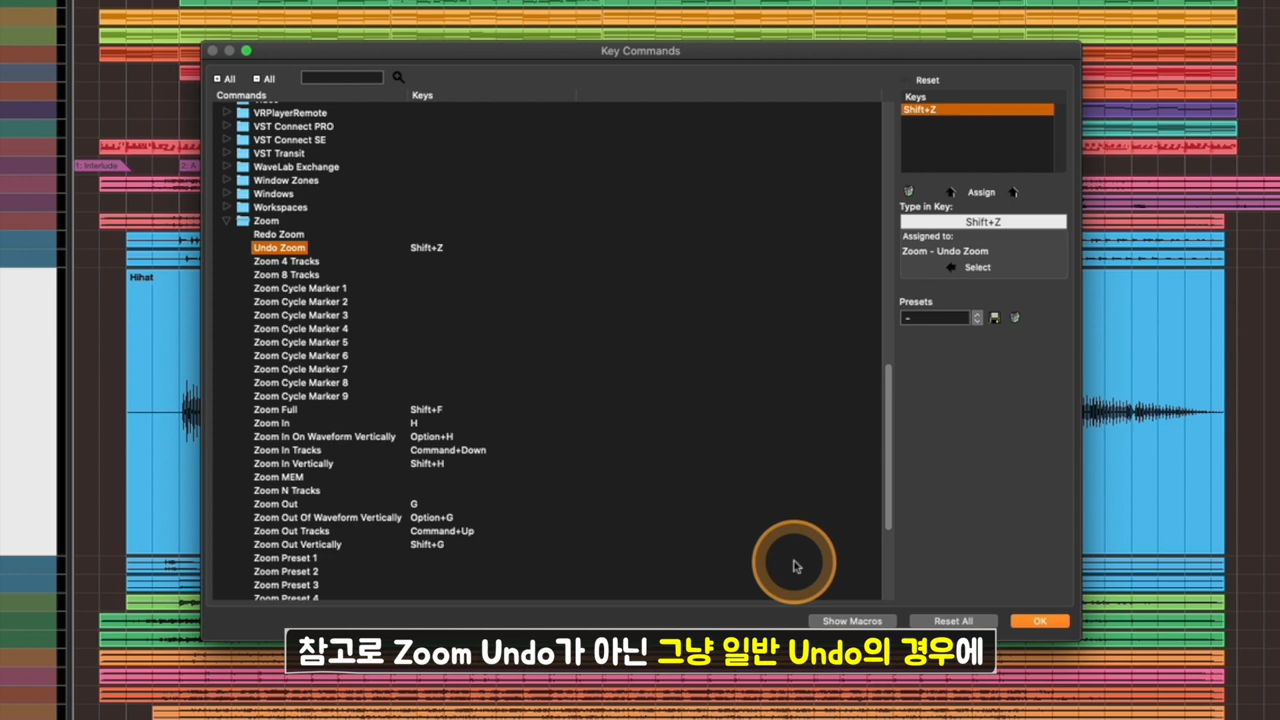 Key Commands
All
All
Reset
Commands
Keys
Keys
Shift+Z
VRPlayerRemote
VST Connect PRO
VST Connect SE
VST Transit
WaveLab Exchange
Window Zones
Windows
Workspaces
Zoom
Redo Zoom
Undo Zoom Shift+Z
Zoom 4 Tracks
Zoom 8 Tracks
Zoom Cycle Marker 1
Zoom Cycle Marker 2
Zoom Cycle Marker 3
Zoom Cycle Marker 4
Zoom Cycle Marker 5
Zoom Cycle Marker 6
Zoom Cycle Marker 7
Zoom Cycle Marker 8
Zoom Cycle Marker 9
Zoom Full Shift+F
Zoom In H
Zoom In On Waveform Vertically Option+H
Zoom In Tracks Command+Down
Zoom In Vertically Shift+H
Zoom MEM
Zoom N Tracks
Zoom Out G
Zoom Out Of Waveform Vertically Option+G
Zoom Out Tracks Command+Up
Zoom Out Vertically Shift+G
Zoom Preset 1
Zoom Preset 2
Zoom Preset 3
Zoom Preset 4
Assign
Type in Key:
Shift+Z
Assigned to:
Zoom - Undo Zoom
Select
Presets
-
Show Macros
Reset All
OK
1: Interlude
2: A
Hihat
참고로 Zoom Undo가 아닌 그냥 일반 Undo의 경우에